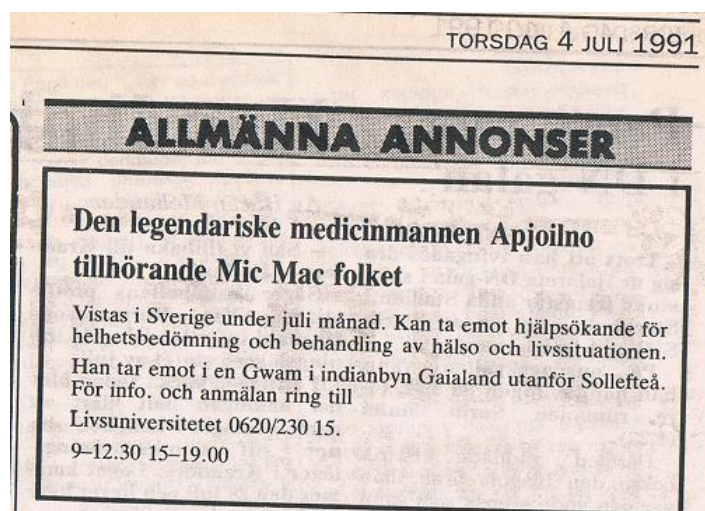 TORSDAG 4 JULI 1991
ALLMÄNNA ANNONSER
Den legendariske medicinmannen Apjoilno
tillhörande Mic Mac folket
Vistas i Sverige under juli månad. Kan ta emot hjälpsökande för
helhetsbedömning och behandling av hälso och livssituationen.
Han tar emot i en Gwam i indianbyn Gaialand utanför Sollefteå.
För info. och anmälan ring till
Livsuniversitetet 0620/230 15.
9–12.30 15–19.00